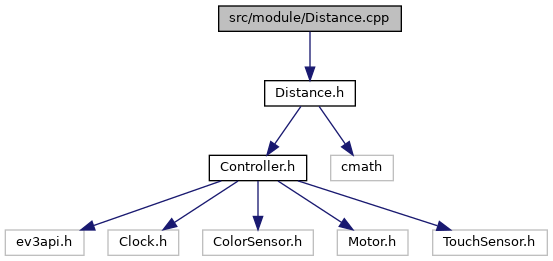 src/module/Distance.cpp
Distance.h
Controller.h
cmath
ev3api.h
Clock.h
ColorSensor.h
Motor.h
TouchSensor.h